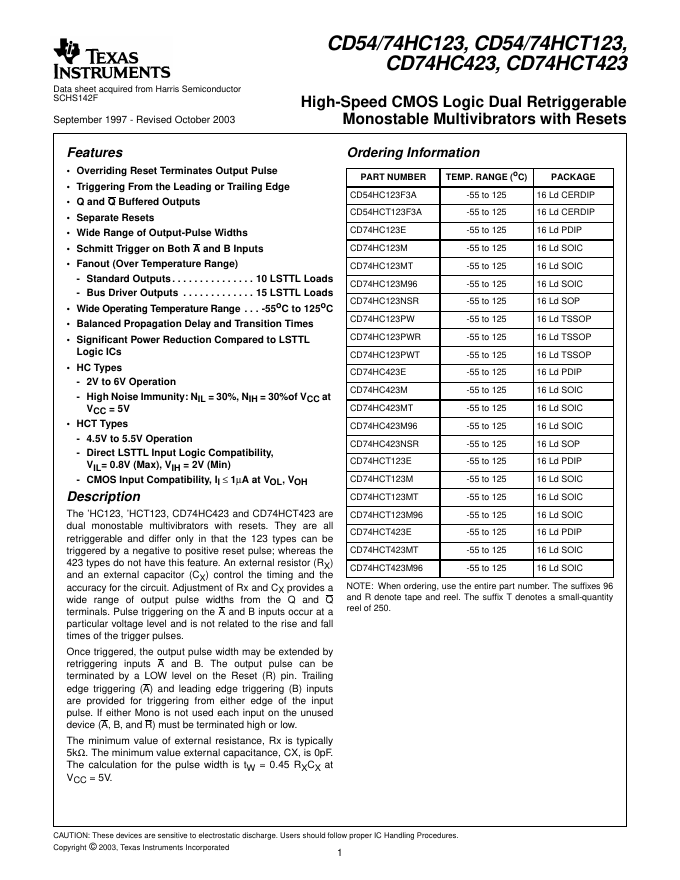 TEXAS
INSTRUMENTS
Data sheet acquired from Harris Semiconductor
SCHS142F
September 1997 - Revised October 2003
CD54/74HC123, CD54/74HCT123,
CD74HC423, CD74HCT423
High-Speed CMOS Logic Dual Retriggerable
Monostable Multivibrators with Resets
Features
• Overriding Reset Terminates Output Pulse
• Triggering From the Leading or Trailing Edge
• Q and Q̅ Buffered Outputs
• Separate Resets
• Wide Range of Output-Pulse Widths
• Schmitt Trigger on Both A̅ and B Inputs
• Fanout (Over Temperature Range)
- Standard Outputs . . . . . . . . . . . . . . . 10 LSTTL Loads
- Bus Driver Outputs . . . . . . . . . . . . . 15 LSTTL Loads
• Wide Operating Temperature Range . . . -55oC to 125oC
• Balanced Propagation Delay and Transition Times
• Significant Power Reduction Compared to LSTTL
Logic ICs
• HC Types
- 2V to 6V Operation
- High Noise Immunity: NIL = 30%, NIH = 30%of VCC at
VCC = 5V
• HCT Types
- 4.5V to 5.5V Operation
- Direct LSTTL Input Logic Compatibility,
VIL= 0.8V (Max), VIH = 2V (Min)
- CMOS Input Compatibility, Il ≤ 1μA at VOL, VOH
Description
The ’HC123, ’HCT123, CD74HC423 and CD74HCT423 are
dual monostable multivibrators with resets. They are all
retriggerable and differ only in that the 123 types can be
triggered by a negative to positive reset pulse; whereas the
423 types do not have this feature. An external resistor (RX)
and an external capacitor (CX) control the timing and the
accuracy for the circuit. Adjustment of Rx and CX provides a
wide range of output pulse widths from the Q and Q̅
terminals. Pulse triggering on the A̅ and B inputs occur at a
particular voltage level and is not related to the rise and fall
times of the trigger pulses.
Once triggered, the output pulse width may be extended by
retriggering inputs A̅ and B. The output pulse can be
terminated by a LOW level on the Reset (R) pin. Trailing
edge triggering (A̅) and leading edge triggering (B) inputs
are provided for triggering from either edge of the input
pulse. If either Mono is not used each input on the unused
device (A̅, B, and R̅) must be terminated high or low.
The minimum value of external resistance, Rx is typically
5kΩ. The minimum value external capacitance, CX, is 0pF.
The calculation for the pulse width is tW = 0.45 RXCX at
VCC = 5V.
Ordering Information
PART NUMBER TEMP. RANGE (oC) PACKAGE
CD54HC123F3A -55 to 125 16 Ld CERDIP
CD54HCT123F3A -55 to 125 16 Ld CERDIP
CD74HC123E -55 to 125 16 Ld PDIP
CD74HC123M -55 to 125 16 Ld SOIC
CD74HC123MT -55 to 125 16 Ld SOIC
CD74HC123M96 -55 to 125 16 Ld SOIC
CD74HC123NSR -55 to 125 16 Ld SOP
CD74HC123PW -55 to 125 16 Ld TSSOP
CD74HC123PWR -55 to 125 16 Ld TSSOP
CD74HC123PWT -55 to 125 16 Ld TSSOP
CD74HC423E -55 to 125 16 Ld PDIP
CD74HC423M -55 to 125 16 Ld SOIC
CD74HC423MT -55 to 125 16 Ld SOIC
CD74HC423M96 -55 to 125 16 Ld SOIC
CD74HC423NSR -55 to 125 16 Ld SOP
CD74HCT123E -55 to 125 16 Ld PDIP
CD74HCT123M -55 to 125 16 Ld SOIC
CD74HCT123MT -55 to 125 16 Ld SOIC
CD74HCT123M96 -55 to 125 16 Ld SOIC
CD74HCT423E -55 to 125 16 Ld PDIP
CD74HCT423MT -55 to 125 16 Ld SOIC
CD74HCT423M96 -55 to 125 16 Ld SOIC
NOTE: When ordering, use the entire part number. The suffixes 96
and R denote tape and reel. The suffix T denotes a small-quantity
reel of 250.
CAUTION: These devices are sensitive to electrostatic discharge. Users should follow proper IC Handling Procedures.
Copyright © 2003, Texas Instruments Incorporated
1